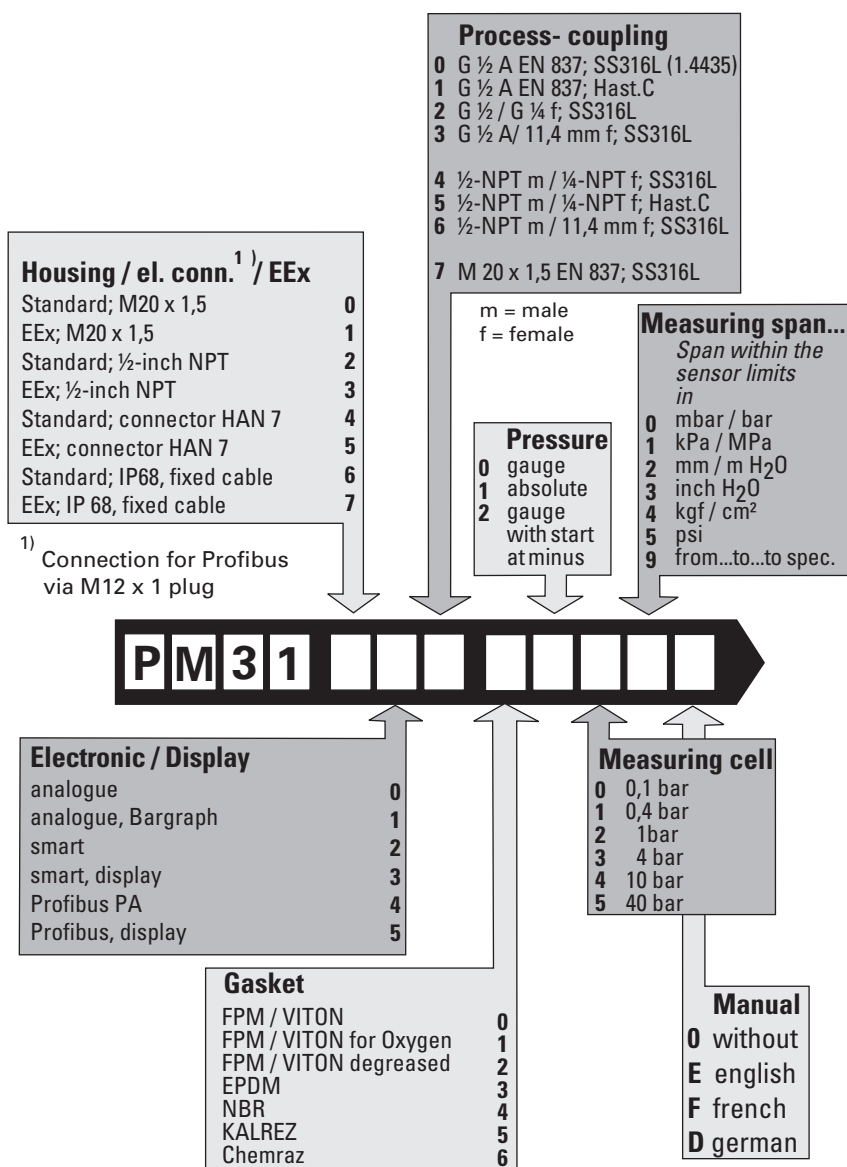 Process- coupling
0 G ½ A EN 837; SS316L (1.4435)
1 G ½ A EN 837; Hast.C
2 G ½ / G ¼ f; SS316L
3 G ½ A/ 11,4 mm f; SS316L
4 ½-NPT m / ¼-NPT f; SS316L
5 ½-NPT m / ¼-NPT f; Hast.C
6 ½-NPT m / 11,4 mm f; SS316L
7 M 20 x 1,5 EN 837; SS316L
m = male
f = female
Housing / el. conn.¹⁾/ EEx
Standard; M20 x 1,5 0
EEx; M20 x 1,5 1
Standard; ½-inch NPT 2
EEx; ½-inch NPT 3
Standard; connector HAN 7 4
EEx; connector HAN 7 5
Standard; IP68, fixed cable 6
EEx; IP 68, fixed cable 7
1) Connection for Profibus
via M12 x 1 plug
Pressure
0 gauge
1 absolute
2 gauge
with start
at minus
Measuring span...
Span within the
sensor limits
in
0 mbar / bar
1 kPa / MPa
2 mm / m H₂O
3 inch H₂O
4 kgf / cm²
5 psi
9 from...to...to spec.
PM31
Electronic / Display
analogue 0
analogue, Bargraph 1
smart 2
smart, display 3
Profibus PA 4
Profibus, display 5
Gasket
FPM / VITON 0
FPM / VITON for Oxygen 1
FPM / VITON degreased 2
EPDM 3
NBR 4
KALREZ 5
Chemraz 6
Measuring cell
0 0,1 bar
1 0,4 bar
2 1bar
3 4 bar
4 10 bar
5 40 bar
Manual
0 without
E english
F french
D german